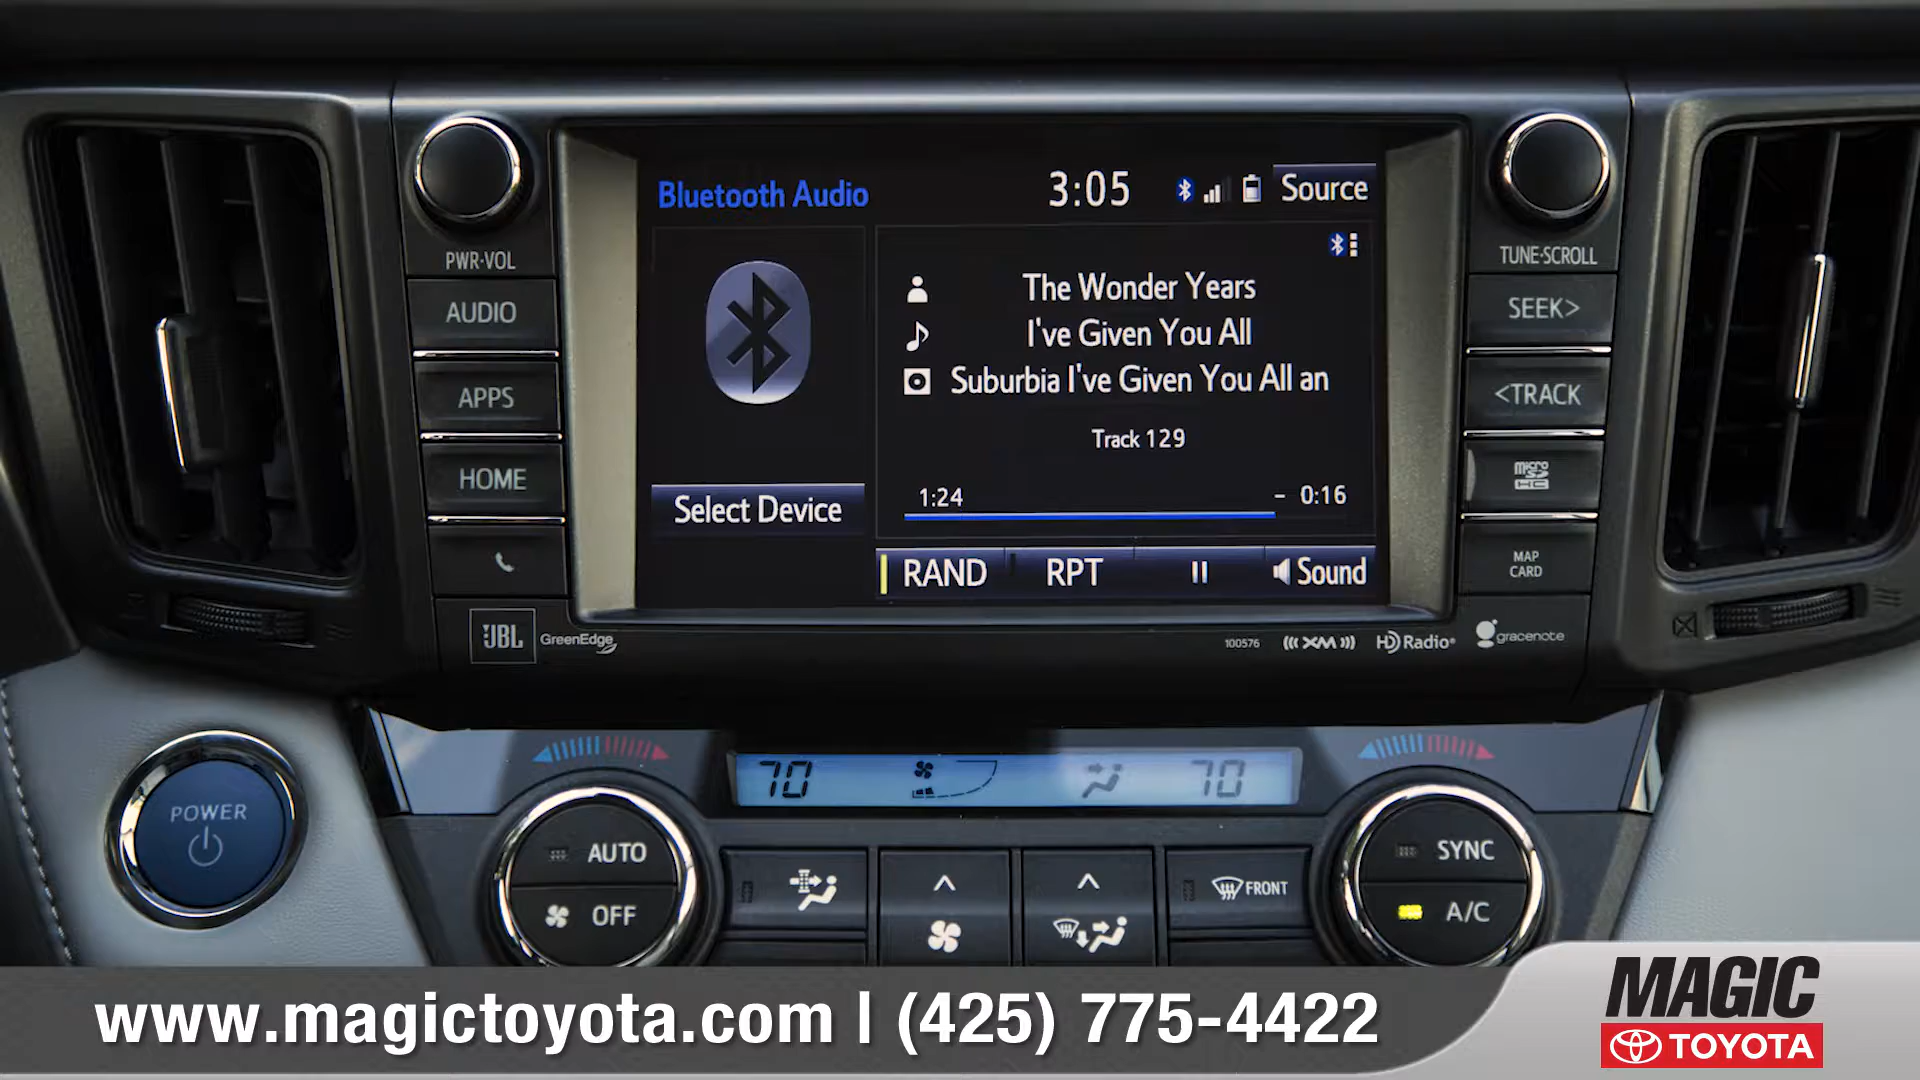 Bluetooth Audio
3:05
Source
PWR·VOL
TUNE·SCROLL
AUDIO
The Wonder Years
SEEK>
I've Given You All
APPS
Suburbia I've Given You All an
<TRACK
Track 129
HOME
micro SD HC
1:24
- 0:16
Select Device
RAND
RPT
Sound
MAP
CARD
JBL GreenEdge
100576
XM
HD Radio®
gracenote
70
70
POWER
AUTO
OFF
FRONT
SYNC
A/C
www.magictoyota.com | (425) 775-4422
MAGIC
TOYOTA